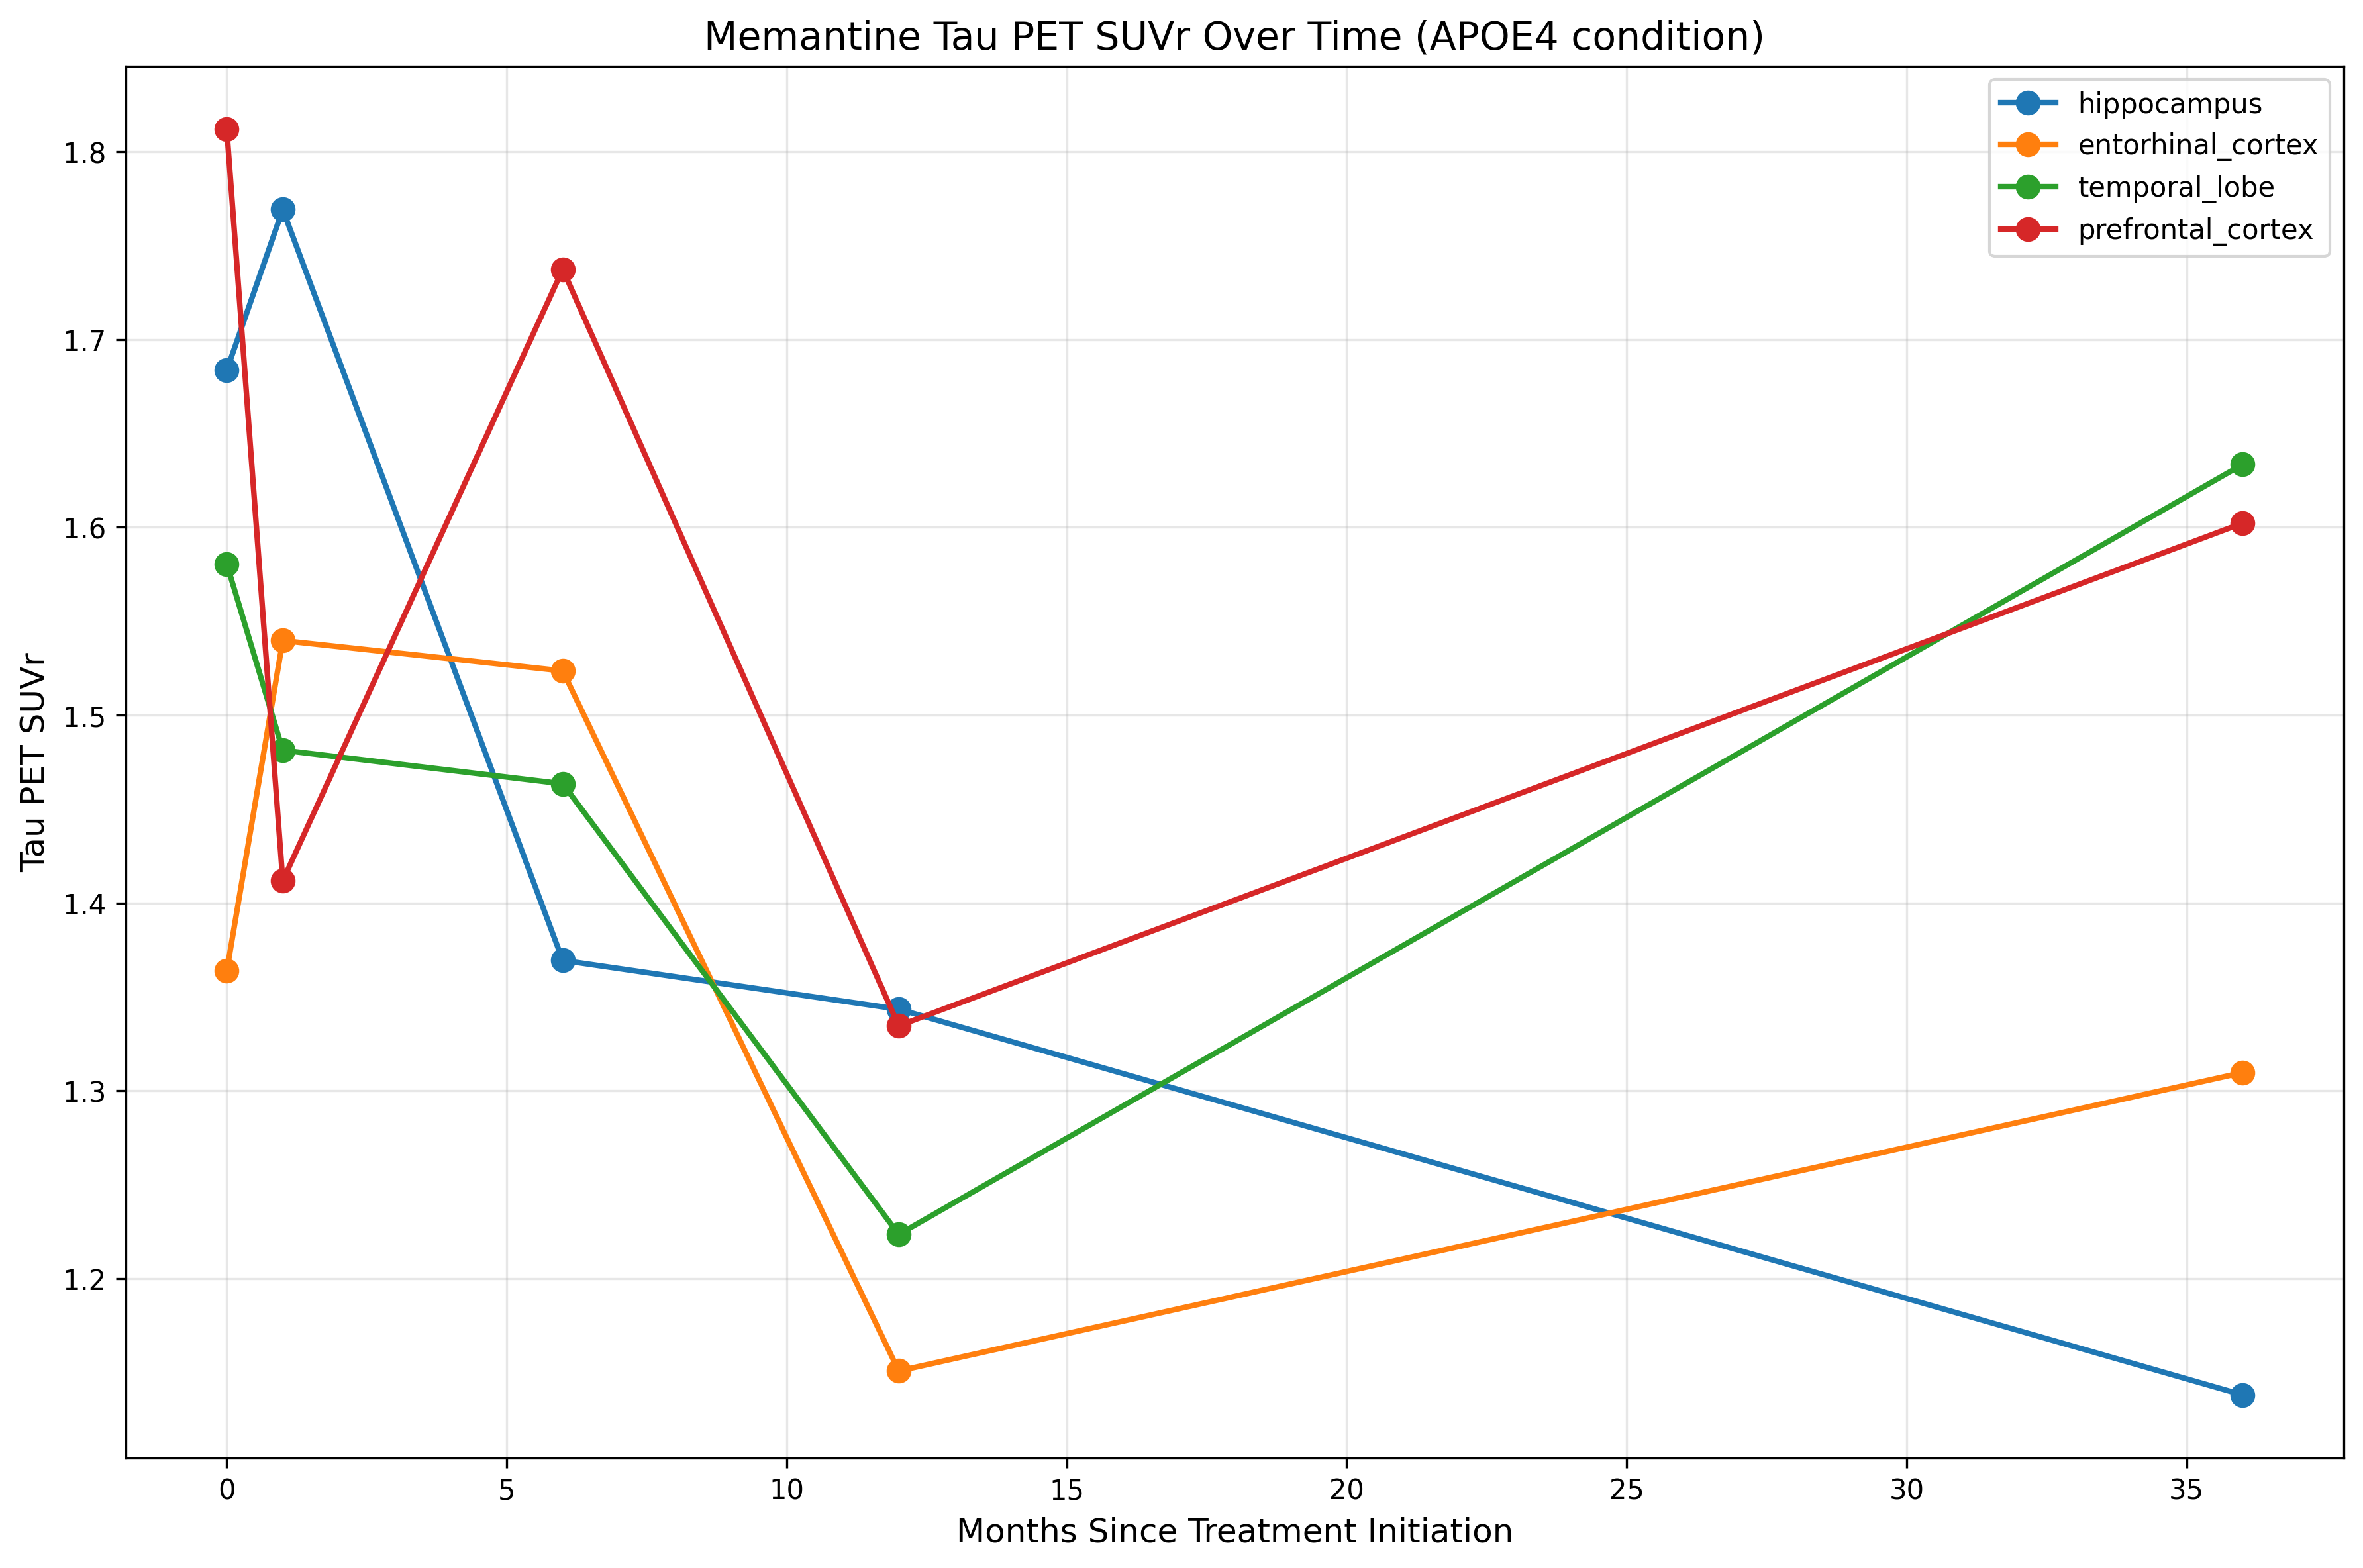 Memantine Tau PET SUVr Over Time (APOE4 condition)
hippocampus
entorhinal_cortex
temporal_lobe
prefrontal_cortex
Tau PET SUVr
1.8
1.7
1.6
1.5
1.4
1.3
1.2
0 5 10 15 20 25 30 35
Months Since Treatment Initiation